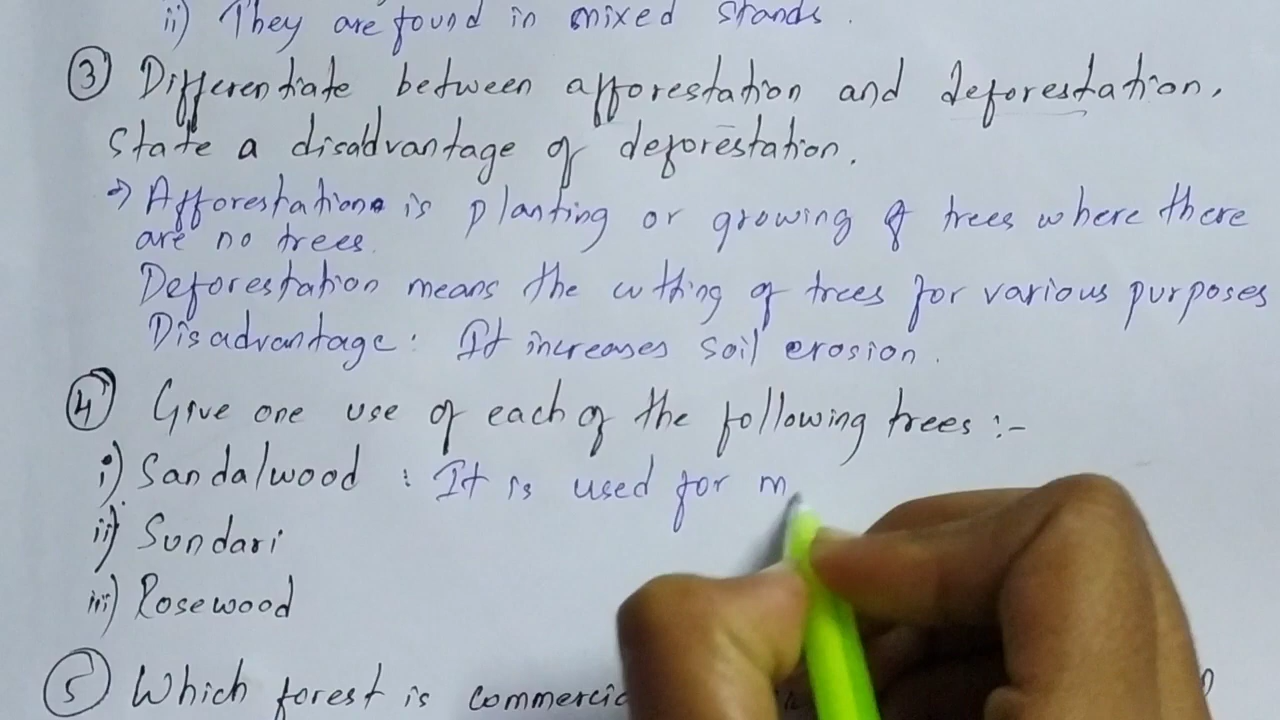 ii) They are found in mixed stands.
③ Differentiate between afforestation and deforestation.
State a disadvantage of deforestation.
→ Afforestation is planting or growing of trees where there
are no trees.
Deforestation means the cutting of trees for various purposes
Disadvantage: It increases soil erosion.
④ Give one use of each of the following trees :-
i) Sandalwood : It is used for m
ii) Sundari
iii) Rosewood
⑤ Which forest is commercia